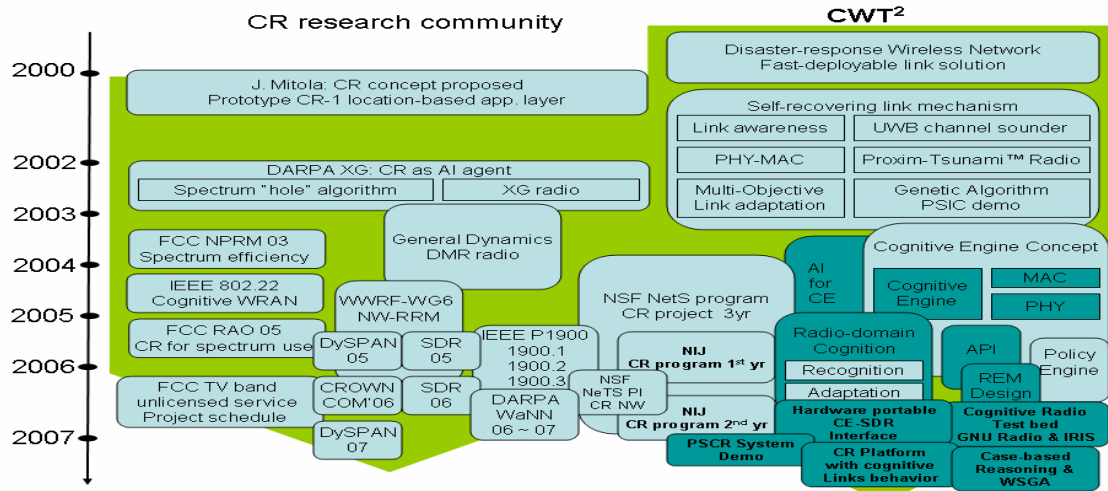 CR research community
CWT²
2000
2002
2003
2004
2005
2006
2007
J. Mitola: CR concept proposed
Prototype CR-1 location-based app. layer
DARPA XG: CR as AI agent
Spectrum "hole" algorithm
XG radio
General Dynamics
DMR radio
FCC NPRM 03
Spectrum efficiency
IEEE 802.22
Cognitive WRAN
FCC RAO 05
CR for spectrum use
FCC TV band
unlicensed service
Project schedule
WWRF-WG6
NW-RRM
DySPAN
05
SDR
05
CROWN
COM'06
SDR
06
DySPAN
07
IEEE P1900
1900.1
1900.2
1900.3
DARPA
WaNN
06 ~ 07
NSF NetS program
CR project 3yr
NIJ
CR program 1st yr
NSF
NeTS PI
CR NW
NIJ
CR program 2nd yr
Disaster-response Wireless Network
Fast-deployable link solution
Self-recovering link mechanism
Link awareness
UWB channel sounder
PHY-MAC
Proxim-Tsunami™ Radio
Multi-Objective
Link adaptation
Genetic Algorithm
PSIC demo
AI
for
CE
Cognitive Engine Concept
Cognitive
Engine
MAC
PHY
Radio-domain
Cognition
Recognition
Adaptation
API
REM
Design
Policy
Engine
Hardware portable
CE-SDR
Interface
Cognitive Radio
Test bed
GNU Radio & IRIS
PSCR System
Demo
CR Platform
with cognitive
Links behavior
Case-based
Reasoning &
WSGA